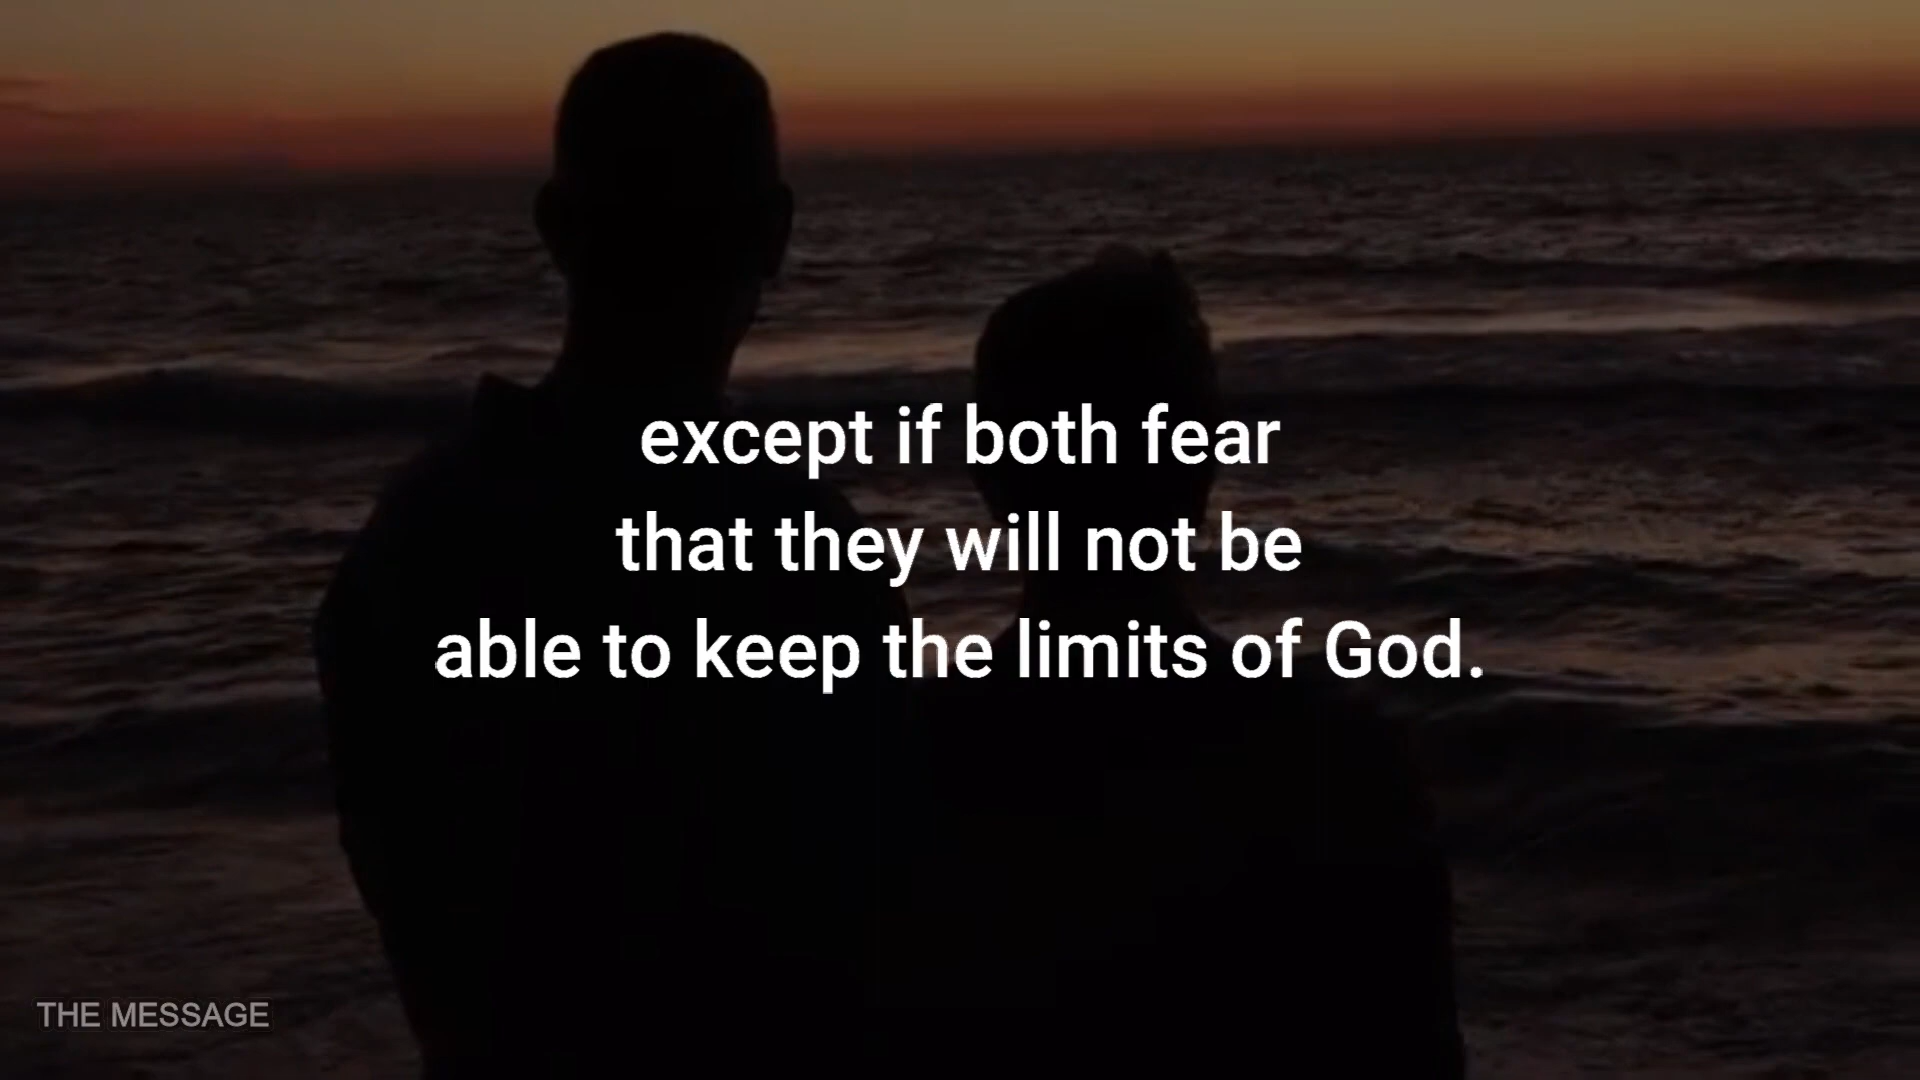 except if both fear
that they will not be
able to keep the limits of God.
THE MESSAGE